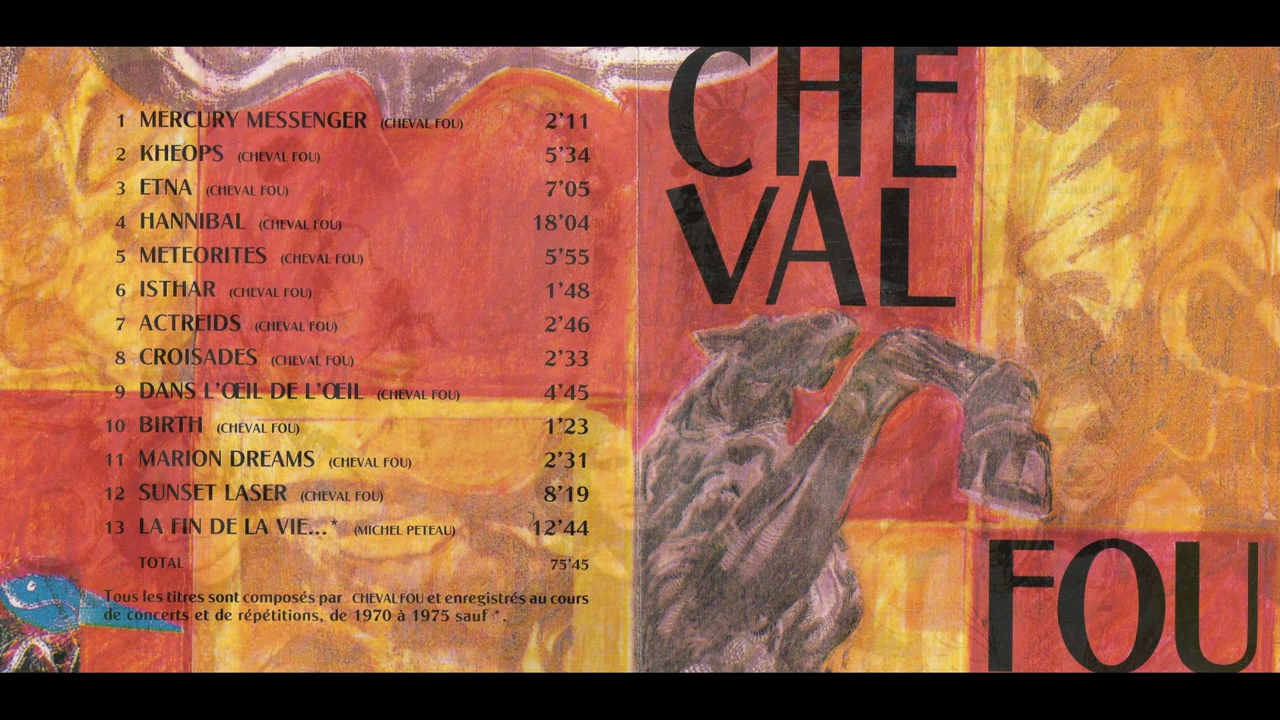 1 MERCURY MESSENGER (CHEVAL FOU) 2'11
2 KHEOPS (CHEVAL FOU) 5'34
3 ETNA (CHEVAL FOU) 7'05
4 HANNIBAL (CHEVAL FOU) 18'04
5 METEORITES (CHEVAL FOU) 5'55
6 ISTHAR (CHEVAL FOU) 1'48
7 ACTREIDS (CHEVAL FOU) 2'46
8 CROISADES (CHEVAL FOU) 2'33
9 DANS L'ŒIL DE L'ŒIL (CHEVAL FOU) 4'45
10 BIRTH (CHEVAL FOU) 1'23
11 MARION DREAMS (CHEVAL FOU) 2'31
12 SUNSET LASER (CHEVAL FOU) 8'19
13 LA FIN DE LA VIE...* (MICHEL PETEAU) 12'44
TOTAL 75'45
Tous les titres sont composés par CHEVAL FOU et enregistrés au cours
de concerts et de répétitions, de 1970 à 1975 sauf *.
CHE
VAL
FOU